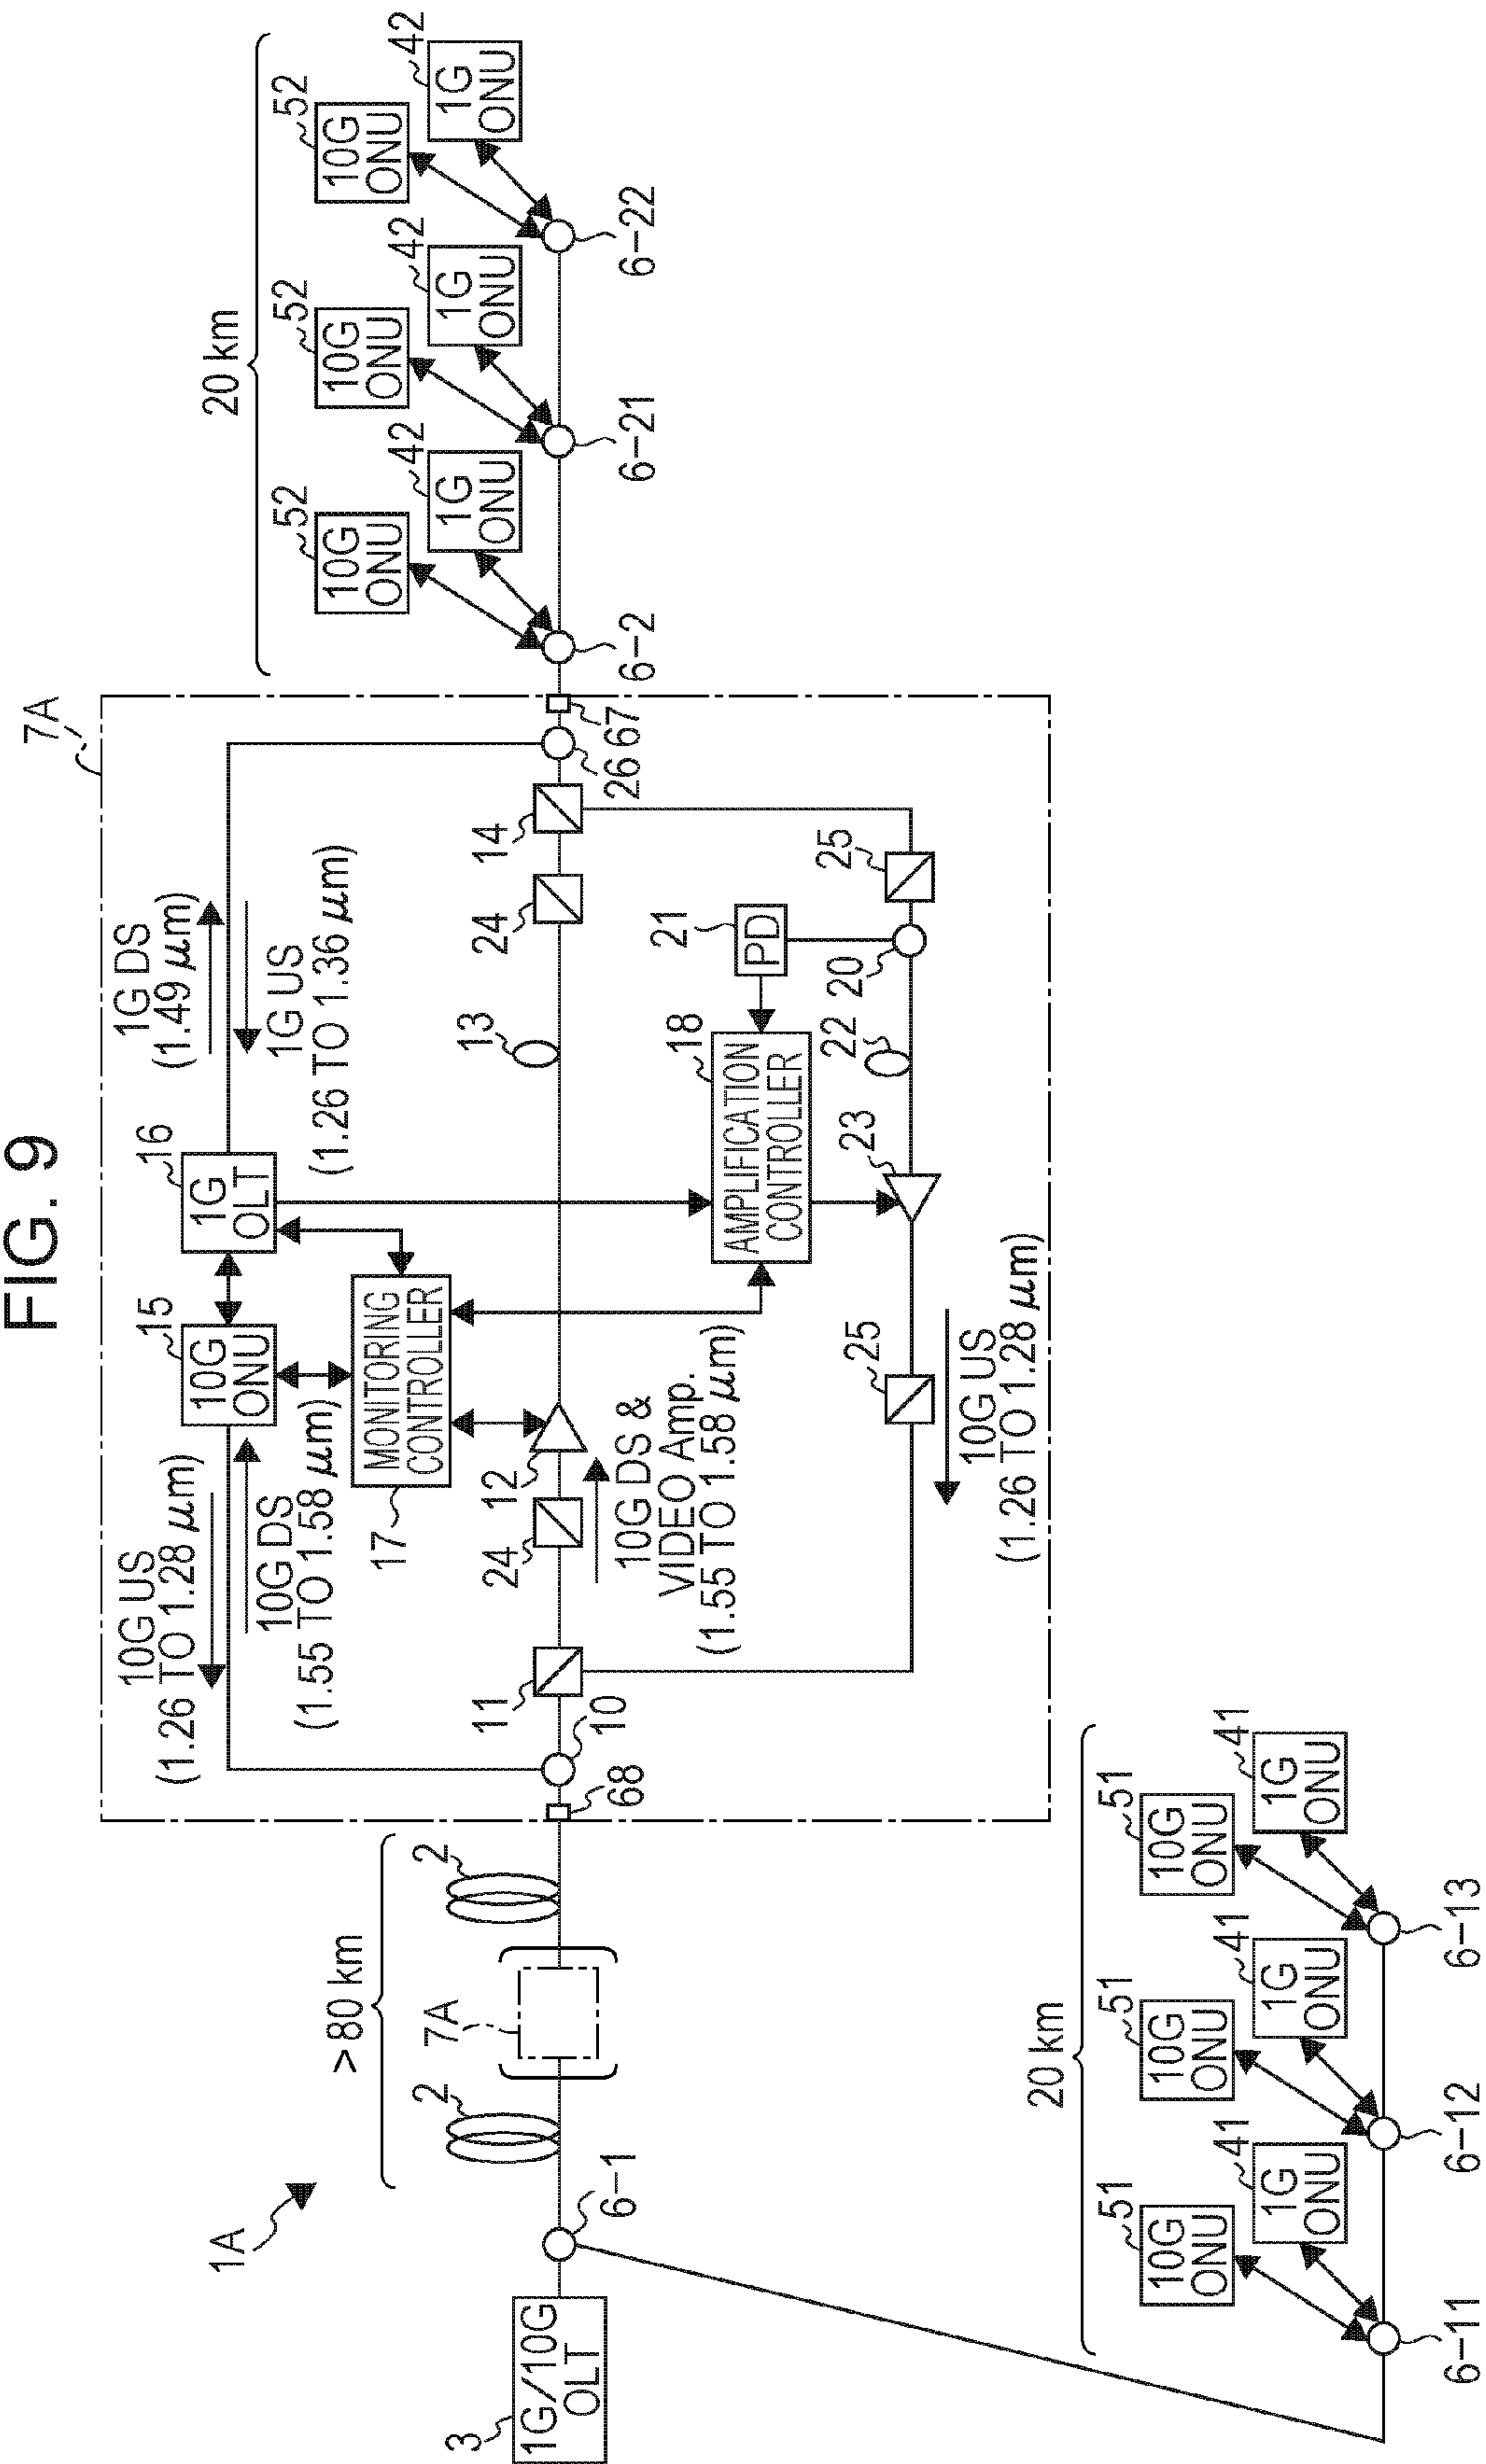 FIG. 9
1A
3
1G/10G
OLT
6-1
2
7A
2
>80 km
7A
68
10
11
10G US
(1.26 TO 1.28 μm)
10G DS
(1.55 TO 1.58 μm)
15
10G
ONU
16
1G
OLT
1G DS
(1.49 μm)
1G US
(1.26 TO 1.36 μm)
17
MONITORING
CONTROLLER
24
12
10G DS &
VIDEO Amp.
(1.55 TO 1.58 μm)
13
24
14
26
67
18
AMPLIFICATION
CONTROLLER
21
PD
20
22
23
25
25
10G US
(1.26 TO 1.28 μm)
20 km
52
10G
ONU
42
1G
ONU
6-2
52
10G
ONU
42
1G
ONU
6-21
52
10G
ONU
42
1G
ONU
6-22
20 km
51
10G
ONU
41
1G
ONU
6-11
51
10G
ONU
41
1G
ONU
6-12
51
10G
ONU
41
1G
ONU
6-13